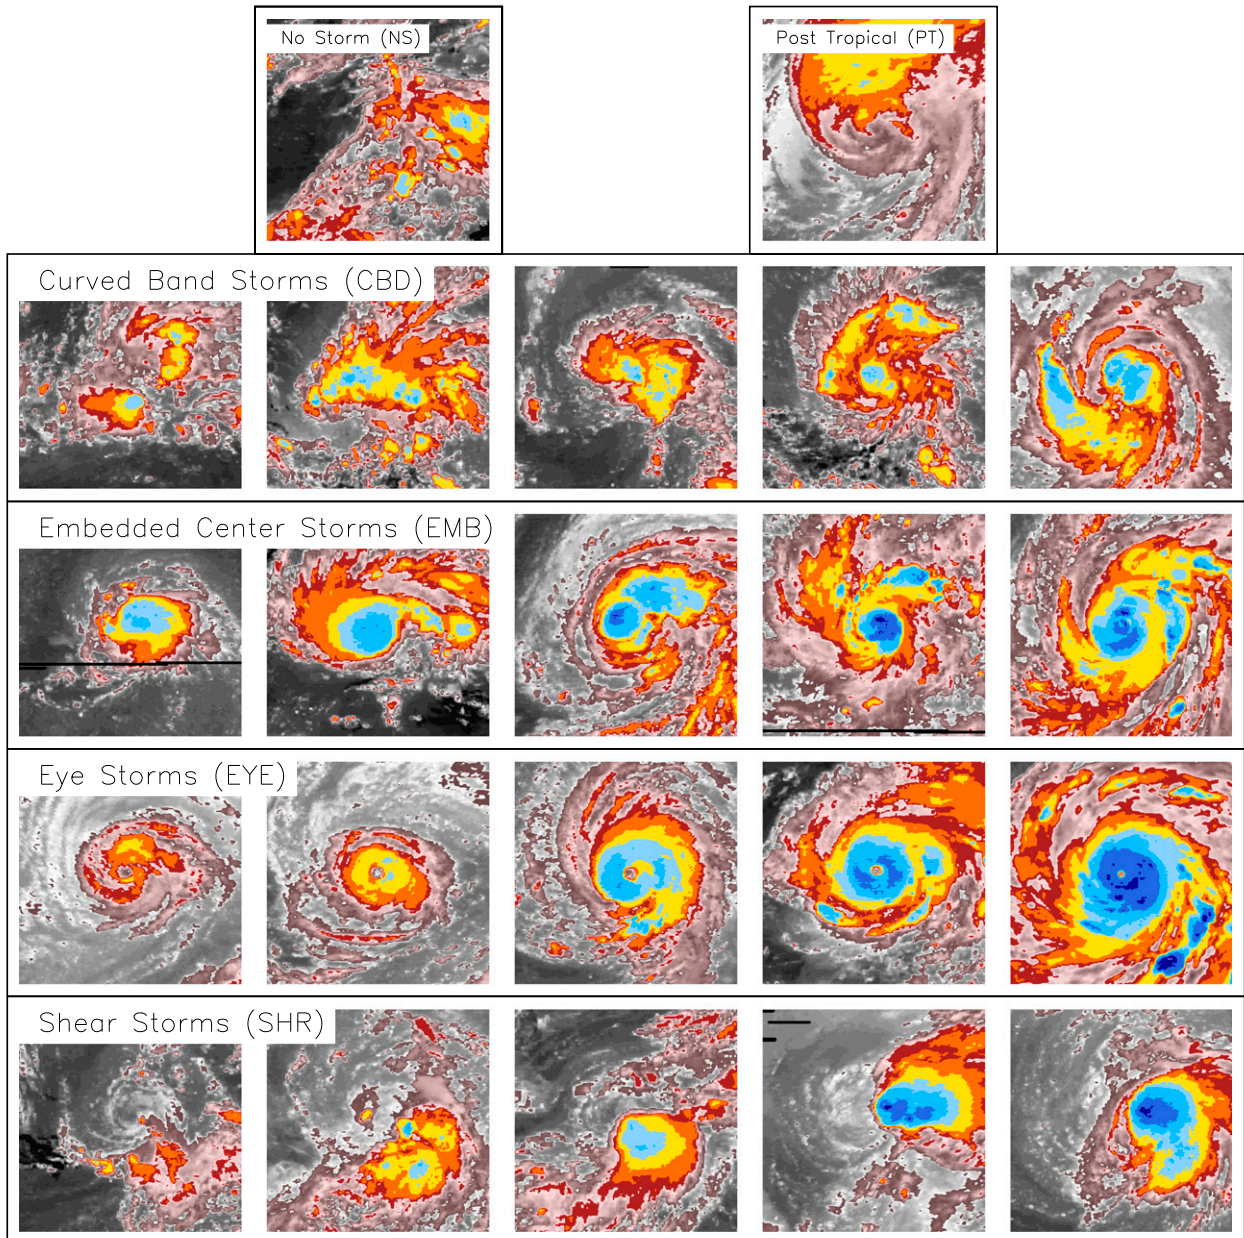 No Storm (NS)
Post Tropical (PT)
Curved Band Storms (CBD)
Embedded Center Storms (EMB)
Eye Storms (EYE)
Shear Storms (SHR)